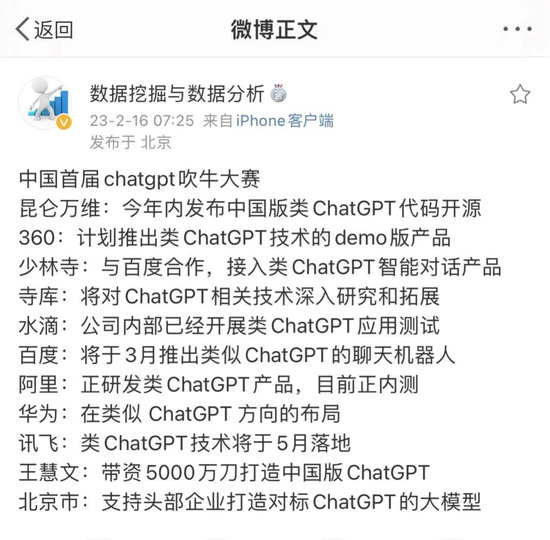 返回
微博正文
数据挖掘与数据分析
23-2-16 07:25 来自iPhone客户端
发布于 北京
中国首届chatgpt吹牛大赛
昆仑万维：今年内发布中国版类ChatGPT代码开源
360：计划推出类ChatGPT技术的demo版产品
少林寺：与百度合作，接入类ChatGPT智能对话产品
寺库：将对ChatGPT相关技术深入研究和拓展
水滴：公司内部已经开展类ChatGPT应用测试
百度：将于3月推出类似ChatGPT的聊天机器人
阿里：正研发类ChatGPT产品，目前正内测
华为：在类似 ChatGPT 方向的布局
讯飞：类ChatGPT技术将于5月落地
王慧文：带资5000万刀打造中国版ChatGPT
北京市：支持头部企业打造对标ChatGPT的大模型